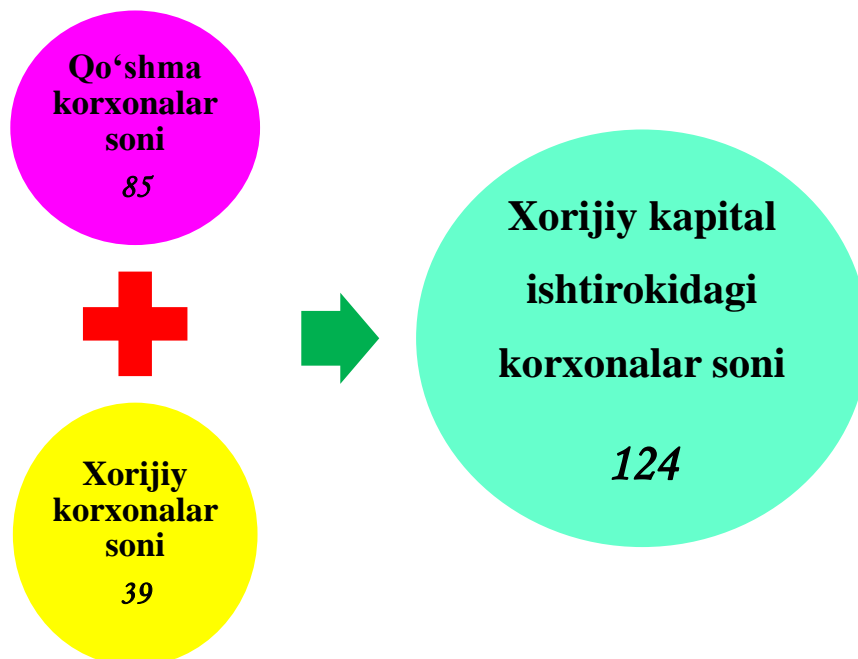 Qo‘shma
korxonalar
soni
85
Xorijiy
korxonalar
soni
39
Xorijiy kapital
ishtirokidagi
korxonalar soni
124